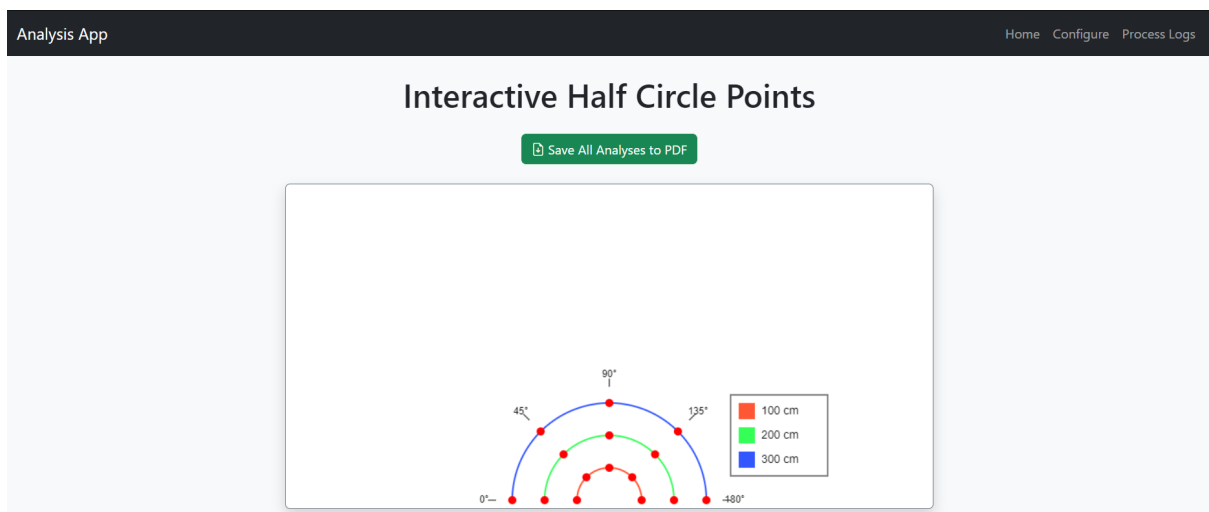 Analysis App
Home Configure Process Logs
Interactive Half Circle Points
Save All Analyses to PDF
90°
45°
135°
100 cm
200 cm
300 cm
0°
180°